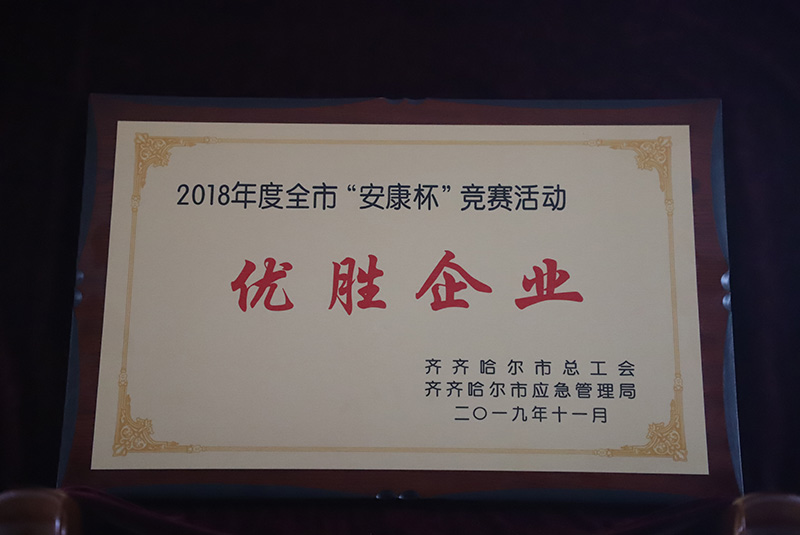 2018年度全市“安康杯”竞赛活动
优胜企业
齐齐哈尔市总工会
齐齐哈尔市应急管理局
二〇一九年十一月